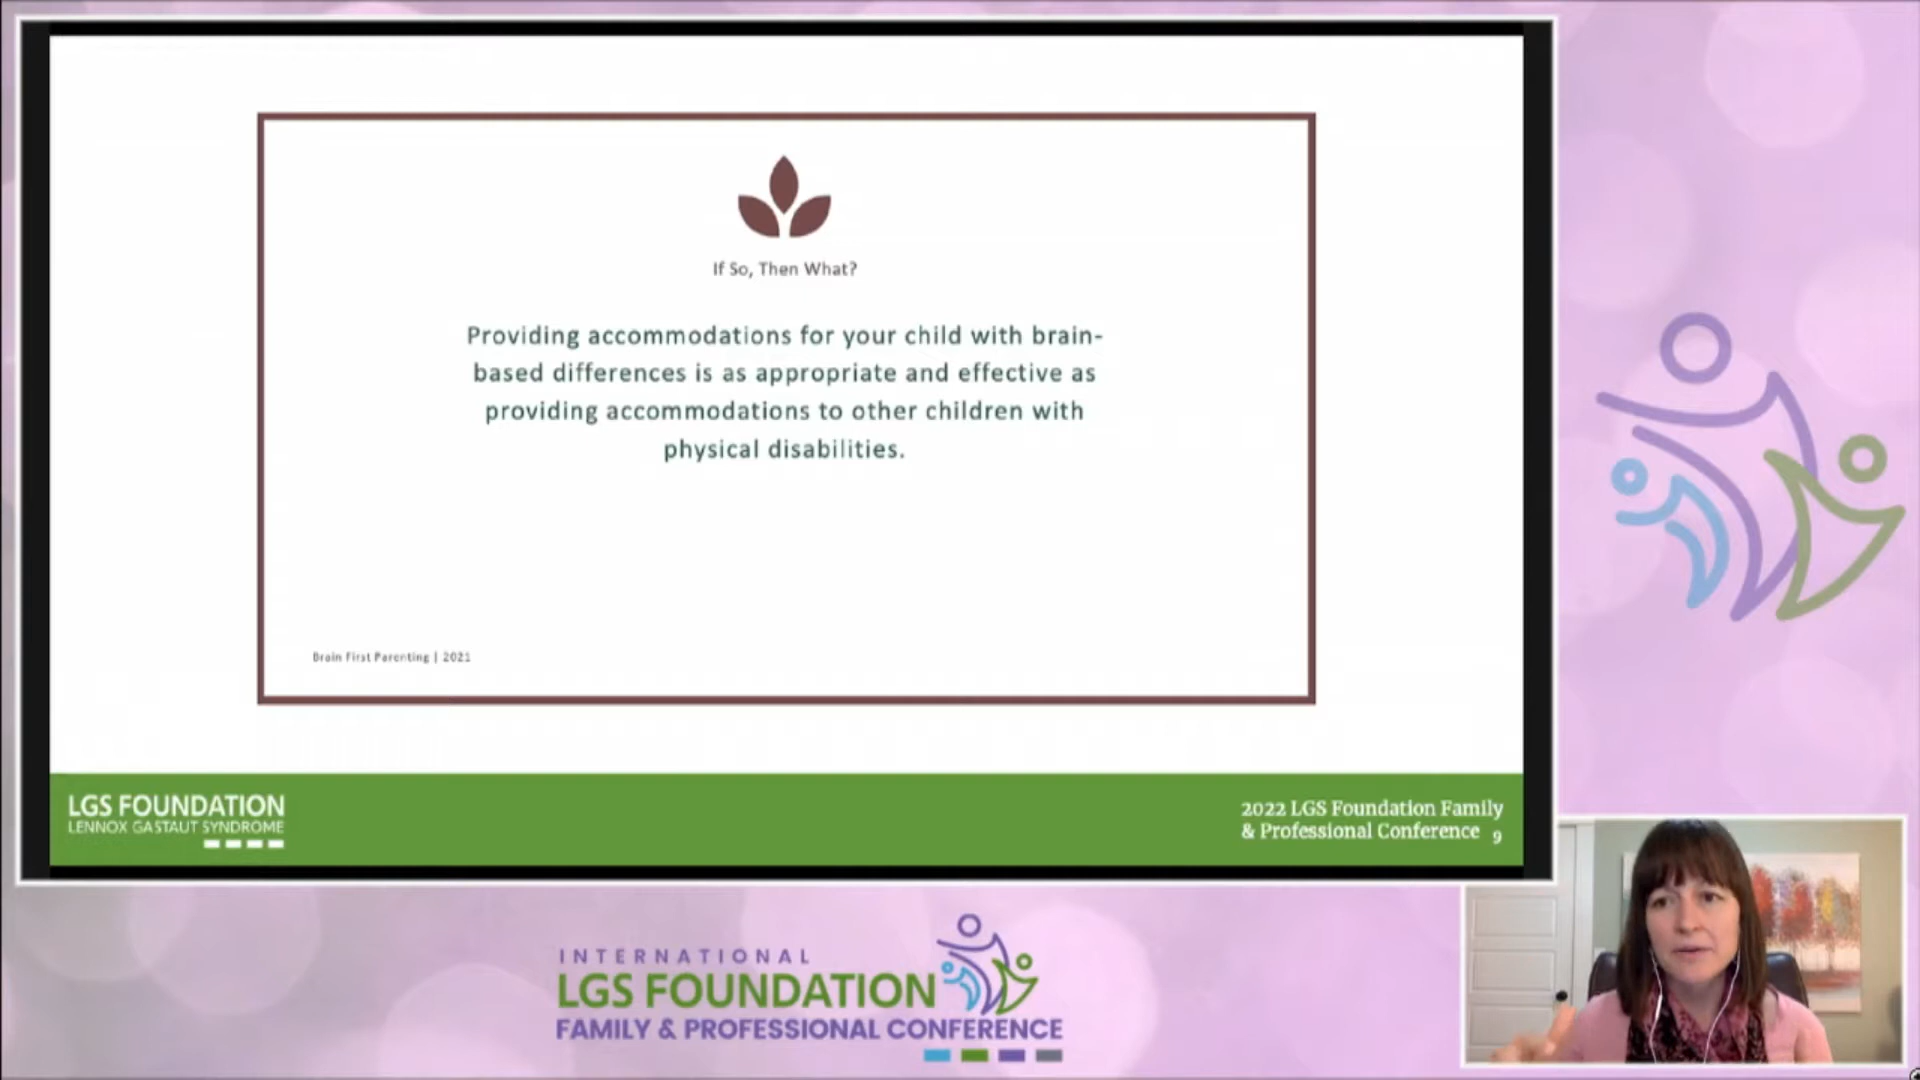 If So, Then What?
Providing accommodations for your child with brain-
based differences is as appropriate and effective as
providing accommodations to other children with
physical disabilities.
Brain First Parenting | 2021
LGS FOUNDATION
LENNOX GASTAUT SYNDROME
2022 LGS Foundation Family
& Professional Conference 9
INTERNATIONAL
LGS FOUNDATION
FAMILY & PROFESSIONAL CONFERENCE